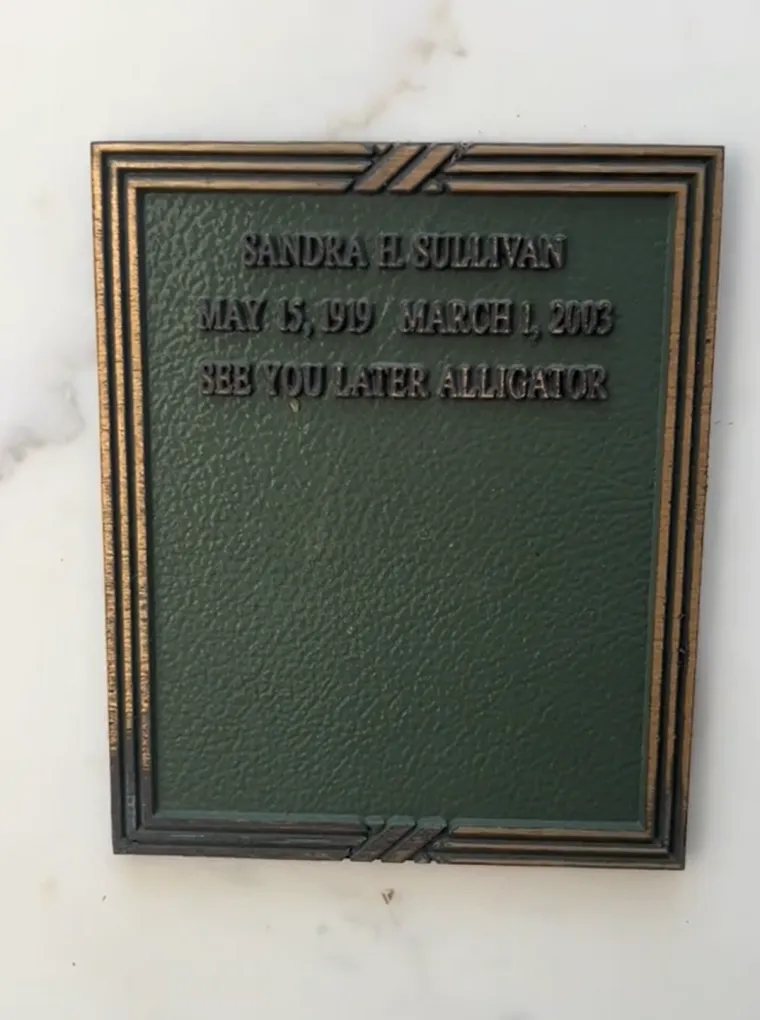 SANDRA H. SULLIVAN
MAY 15, 1919 MARCH 1, 2003
SEE YOU LATER ALLIGATOR